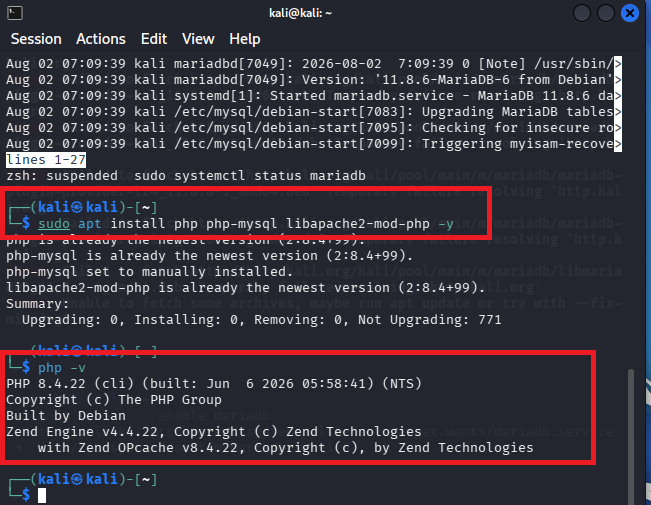 kali@kali: ~
Session Actions Edit View Help
Aug 02 07:09:39 kali mariadbd[7049]: 2026-08-02  7:09:39 0 [Note] /usr/sbin/>
Aug 02 07:09:39 kali mariadbd[7049]: Version: '11.8.6-MariaDB-6 from Debian'>
Aug 02 07:09:39 kali systemd[1]: Started mariadb.service - MariaDB 11.8.6 da>
Aug 02 07:09:39 kali /etc/mysql/debian-start[7083]: Upgrading MariaDB tables>
Aug 02 07:09:39 kali /etc/mysql/debian-start[7095]: Checking for insecure ro>
Aug 02 07:09:39 kali /etc/mysql/debian-start[7099]: Triggering myisam-recove>
lines 1-27
zsh: suspended  sudo systemctl status mariadb
┌──(kali㉿kali)-[~]
└─$ sudo apt install php php-mysql libapache2-mod-php -y
php is already the newest version (2:8.4+99).
php-mysql is already the newest version (2:8.4+99).
php-mysql set to manually installed.
libapache2-mod-php is already the newest version (2:8.4+99).
Summary:
  Upgrading: 0, Installing: 0, Removing: 0, Not Upgrading: 771
┌──(kali㉿kali)-[~]
└─$ php -v
PHP 8.4.22 (cli) (built: Jun  6 2026 05:58:41) (NTS)
Copyright (c) The PHP Group
Built by Debian
Zend Engine v4.4.22, Copyright (c) Zend Technologies
    with Zend OPcache v8.4.22, Copyright (c), by Zend Technologies
┌──(kali㉿kali)-[~]
└─$